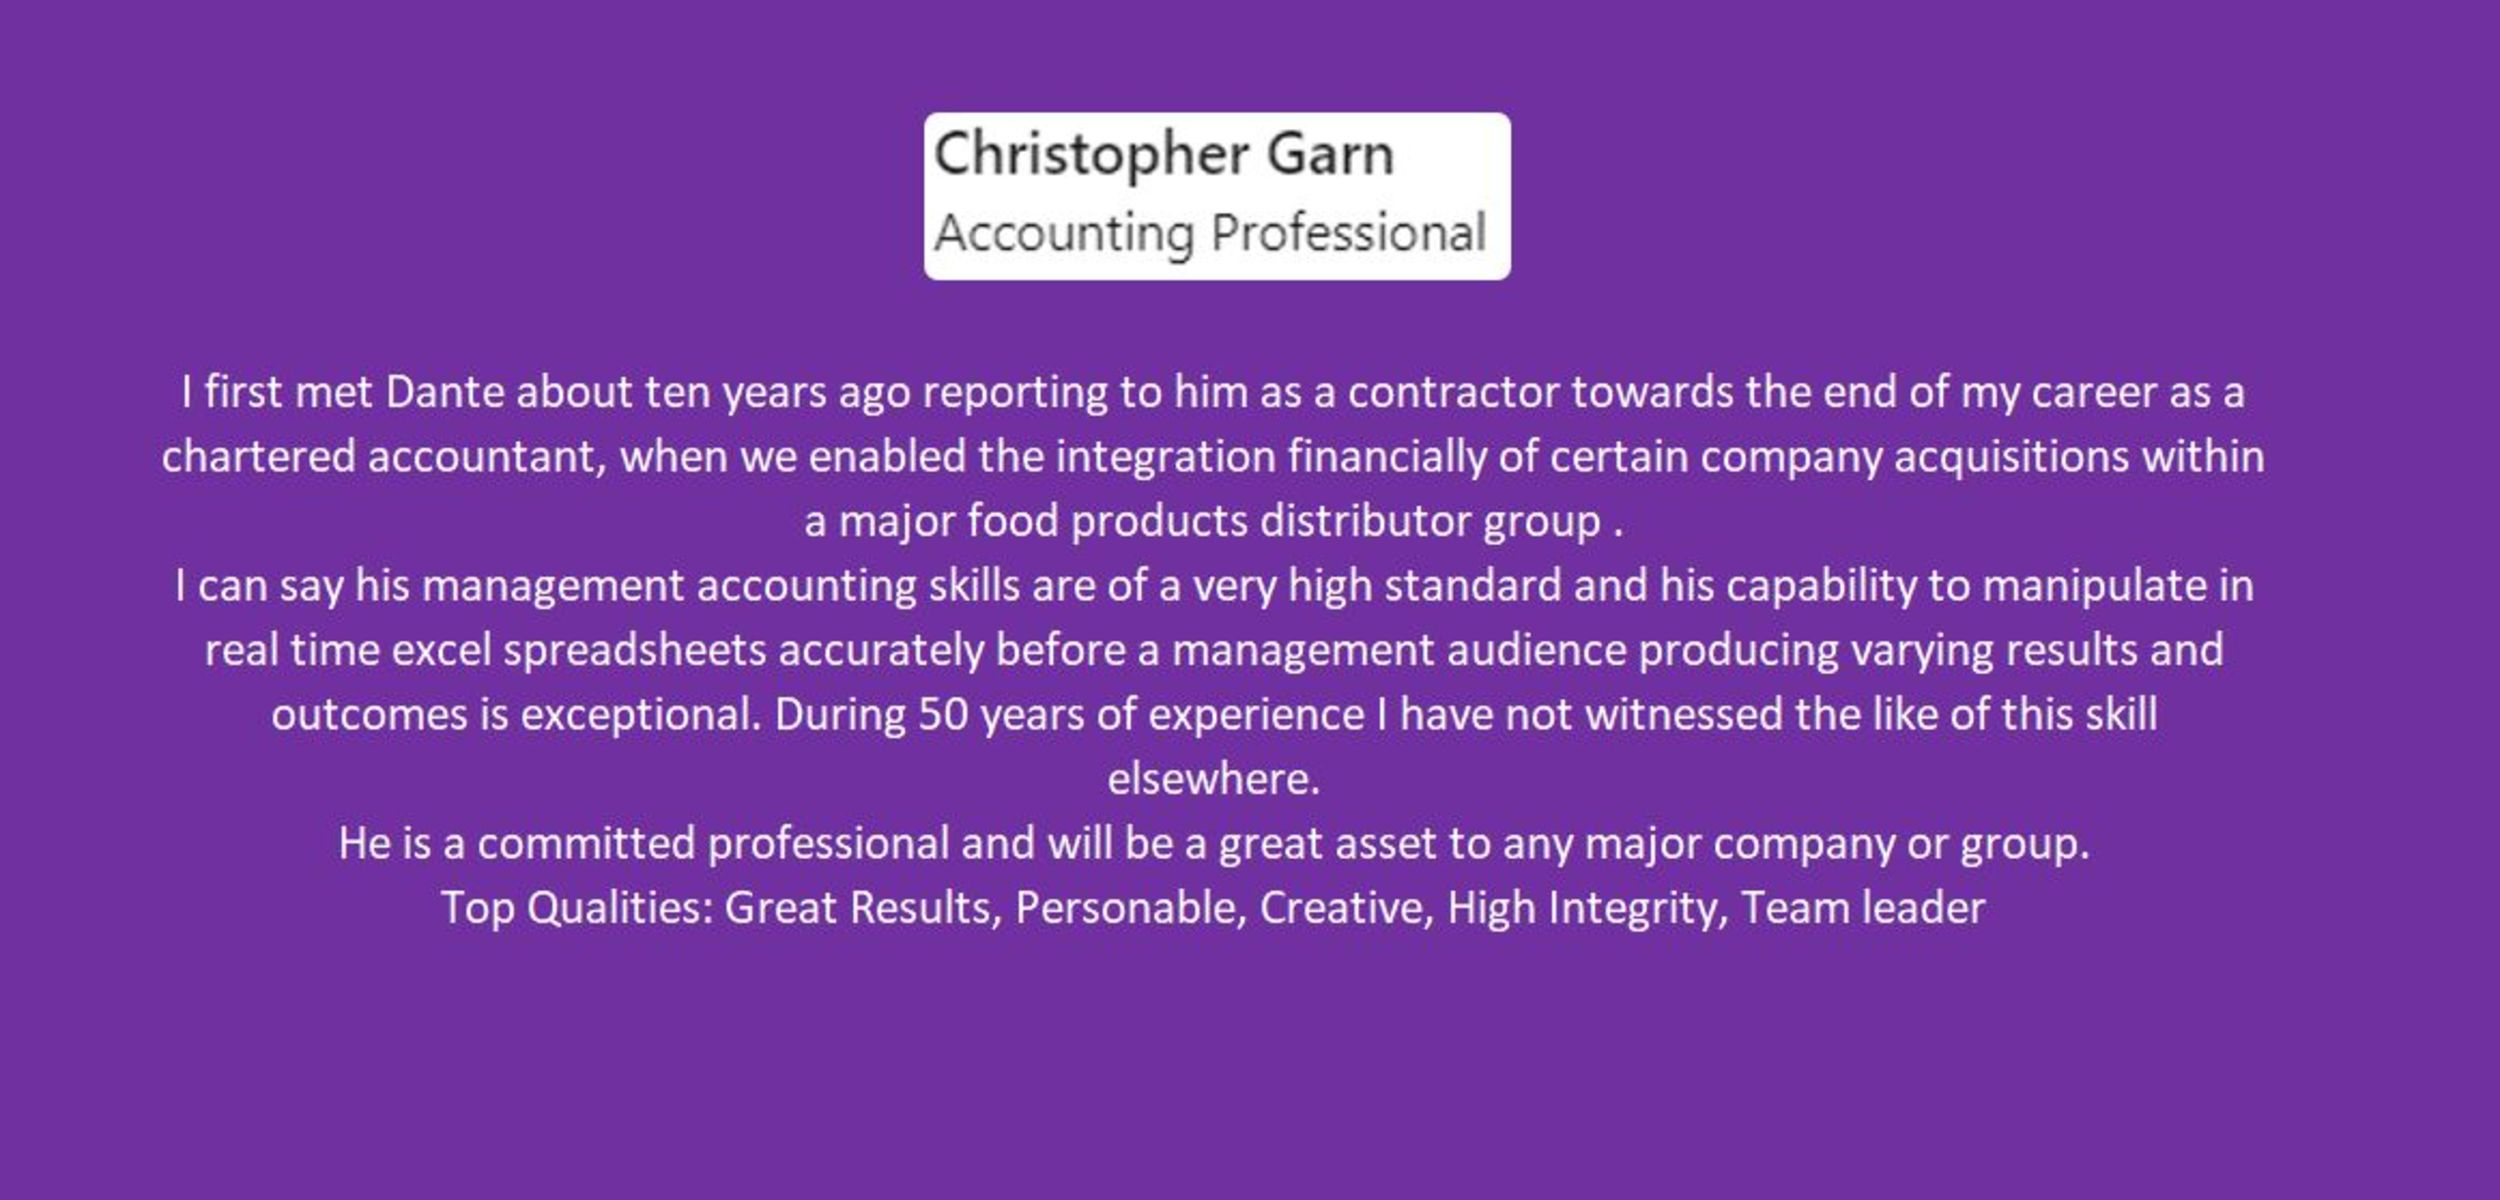 Christopher Garn
Accounting Professional
I first met Dante about ten years ago reporting to him as a contractor towards the end of my career as a
chartered accountant, when we enabled the integration financially of certain company acquisitions within
a major food products distributor group .
I can say his management accounting skills are of a very high standard and his capability to manipulate in
real time excel spreadsheets accurately before a management audience producing varying results and
outcomes is exceptional. During 50 years of experience I have not witnessed the like of this skill
elsewhere.
He is a committed professional and will be a great asset to any major company or group.
Top Qualities: Great Results, Personable, Creative, High Integrity, Team leader